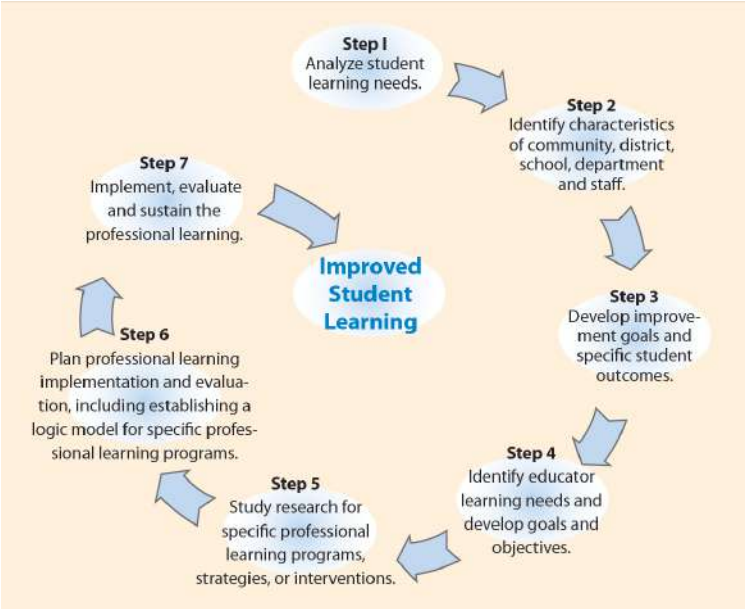 Step I
Analyze student
learning needs.
Step 2
Identify characteristics
of community, district,
school, department
and staff.
Step 3
Develop improve-
ment goals and
specific student
outcomes.
Step 4
Identify educator
learning needs and
develop goals and
objectives.
Step 5
Study research for
specific professional
learning programs,
strategies, or interventions.
Step 6
Plan professional learning
implementation and evalua-
tion, including establishing a
logic model for specific profes-
sional learning programs.
Step 7
Implement, evaluate
and sustain the
professional learning.
Improved
Student
Learning